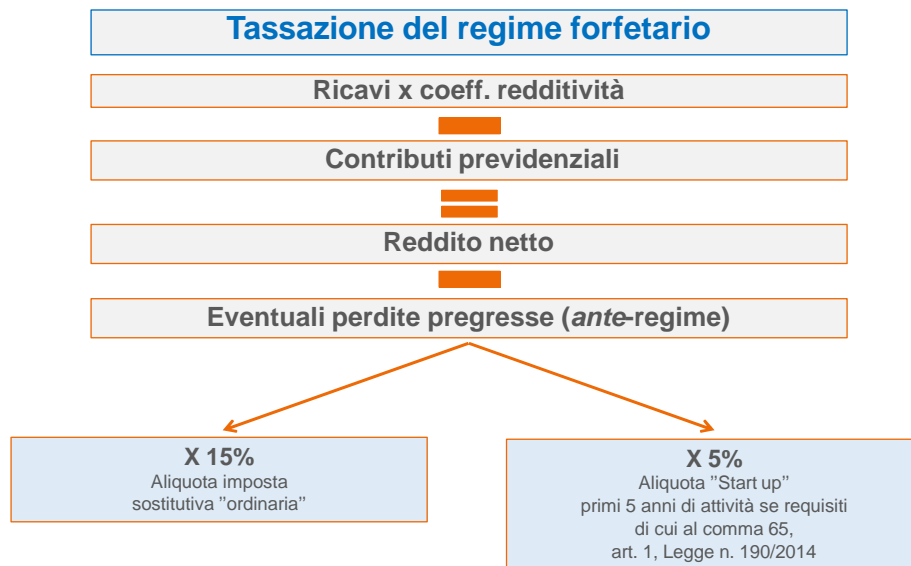 Tassazione del regime forfetario
Ricavi x coeff. redditività
Contributi previdenziali
Reddito netto
Eventuali perdite pregresse (ante-regime)
X 15%
Aliquota imposta
sostitutiva ”ordinaria”
X 5%
Aliquota ”Start up”
primi 5 anni di attività se requisiti
di cui al comma 65,
art. 1, Legge n. 190/2014